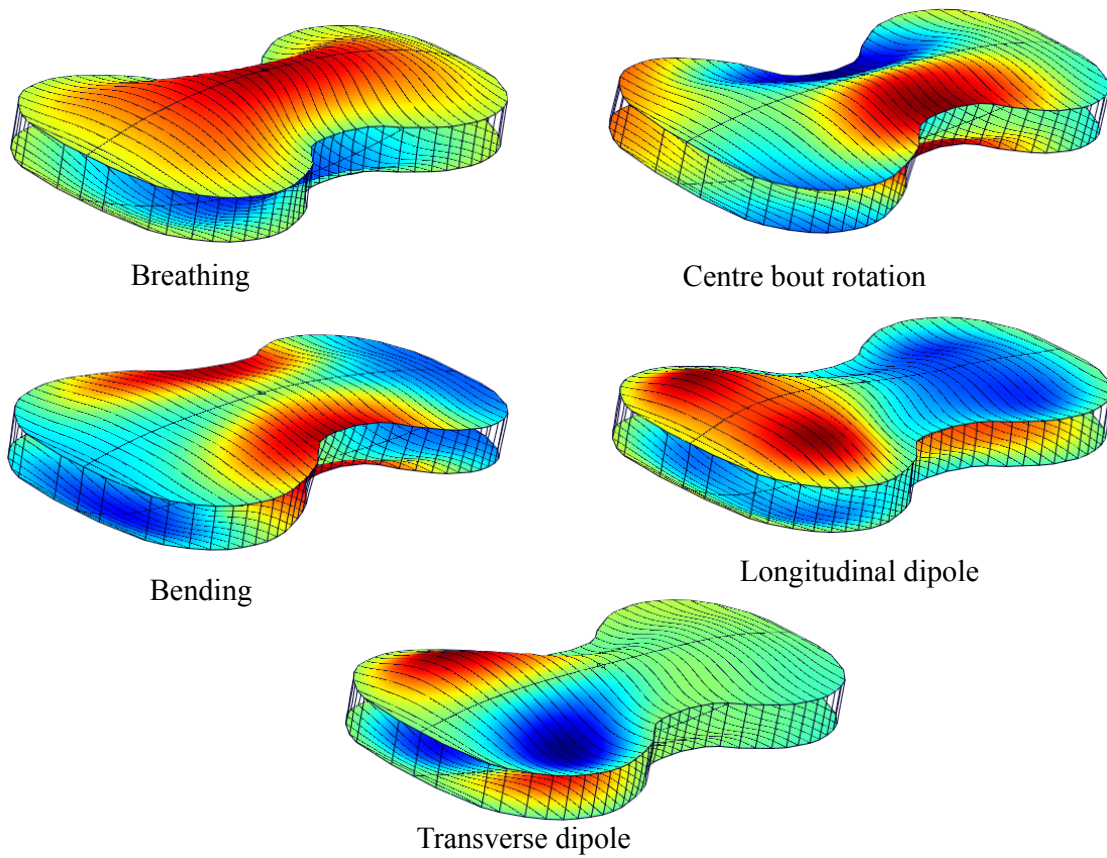 Breathing
Centre bout rotation
Bending
Longitudinal dipole
Transverse dipole